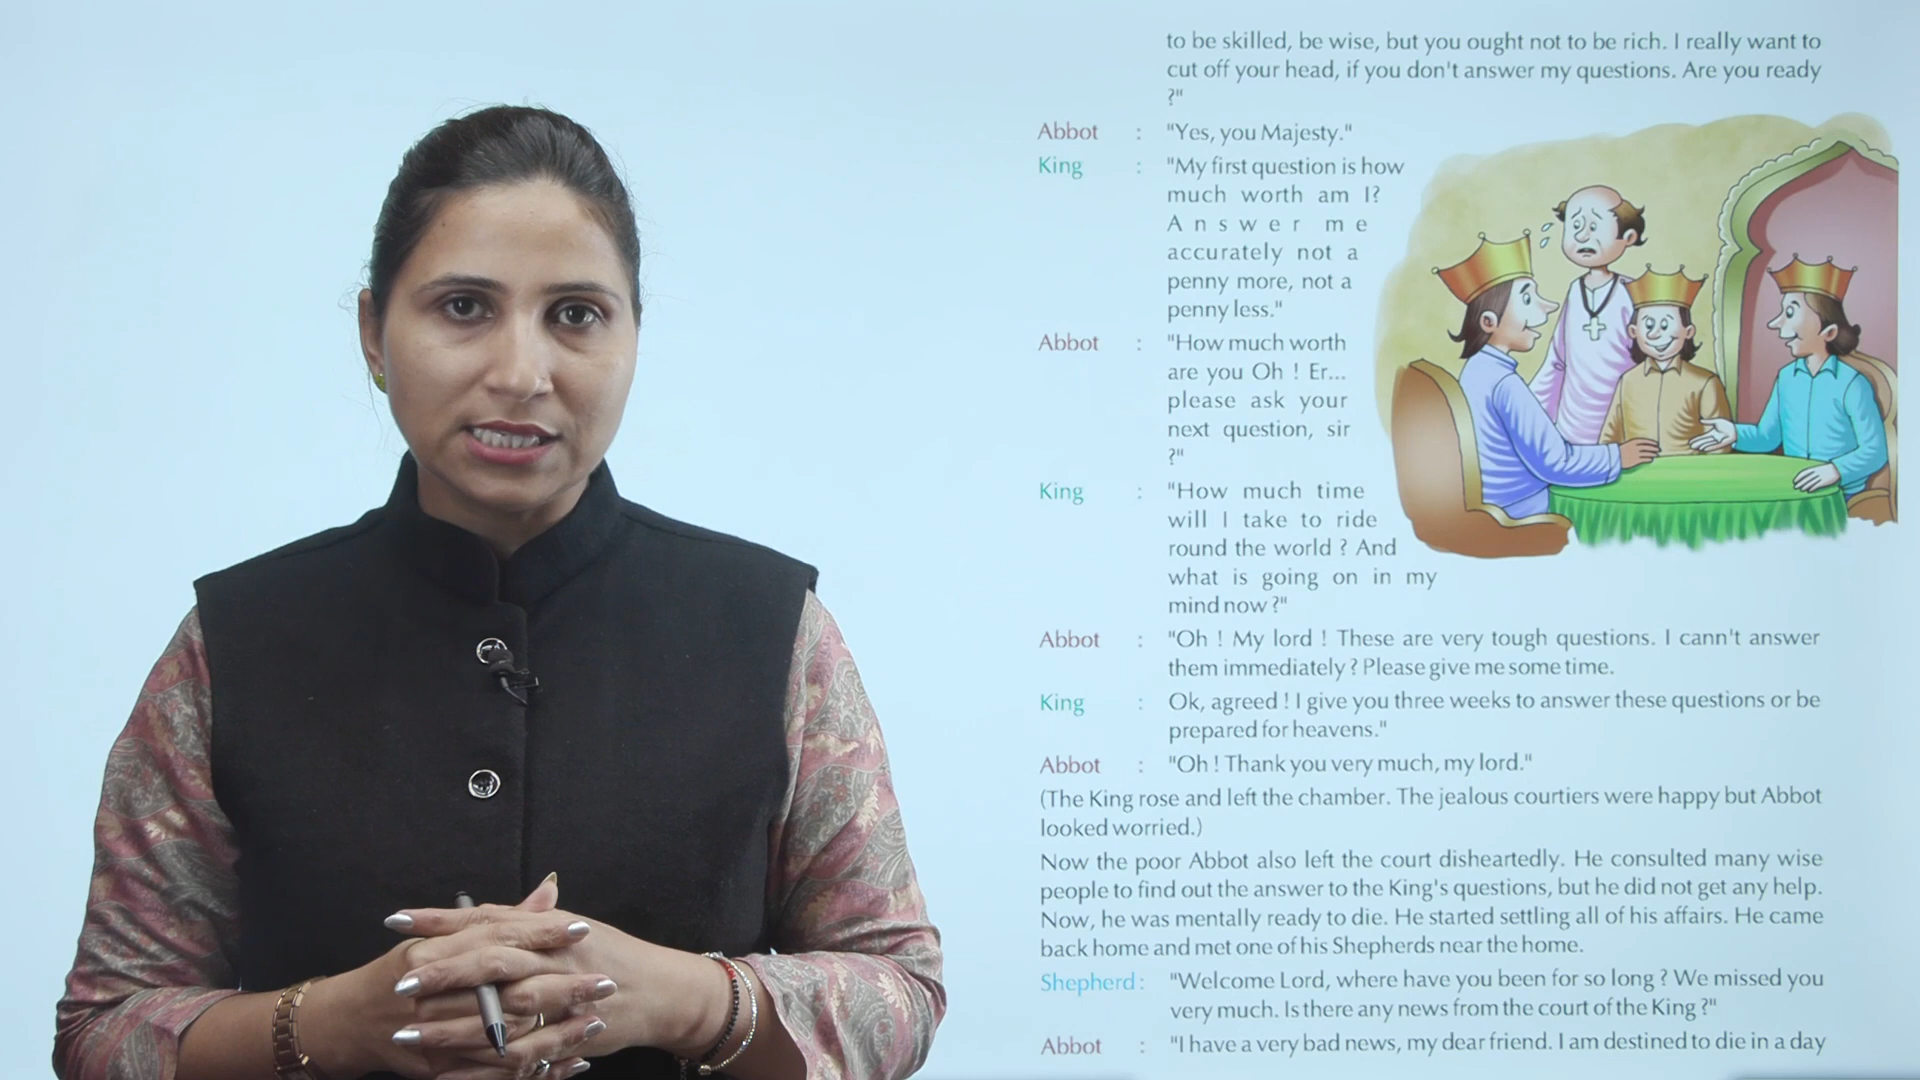 to be skilled, be wise, but you ought not to be rich. I really want to
cut off your head, if you don't answer my questions. Are you ready
?"
Abbot : "Yes, you Majesty."
King : "My first question is how
much worth am I?
Answer me
accurately not a
penny more, not a
penny less."
Abbot : "How much worth
are you Oh ! Er...
please ask your
next question, sir
?"
King : "How much time
will I take to ride
round the world ? And
what is going on in my
mind now ?"
Abbot : "Oh ! My lord ! These are very tough questions. I cann't answer
them immediately ? Please give me some time.
King : Ok, agreed ! I give you three weeks to answer these questions or be
prepared for heavens."
Abbot : "Oh ! Thank you very much, my lord."
(The King rose and left the chamber. The jealous courtiers were happy but Abbot
looked worried.)
Now the poor Abbot also left the court disheartedly. He consulted many wise
people to find out the answer to the King's questions, but he did not get any help.
Now, he was mentally ready to die. He started settling all of his affairs. He came
back home and met one of his Shepherds near the home.
Shepherd : "Welcome Lord, where have you been for so long ? We missed you
very much. Is there any news from the court of the King ?"
Abbot : "I have a very bad news, my dear friend. I am destined to die in a day